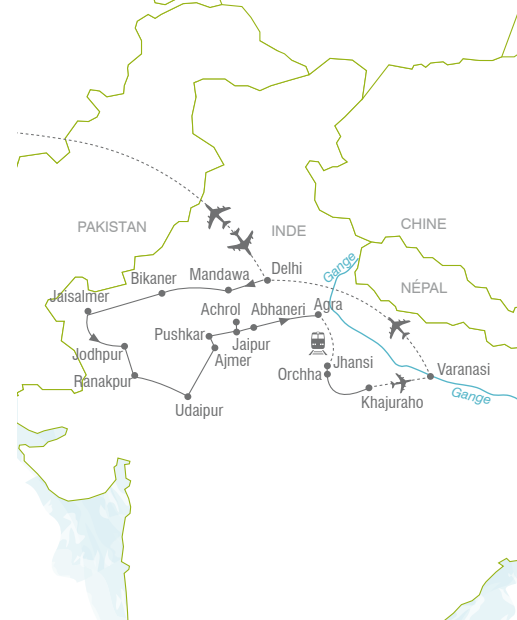 PAKISTAN
INDE
CHINE
Gange
NÉPAL
Delhi
Mandawa
Bikaner
Jaisalmer
Achrol
Abhaneri
Agra
Pushkar
Jaipur
Ajmer
Jodhpur
Ranakpur
Udaipur
Jhansi
Orchha
Khajuraho
Varanasi
Gange